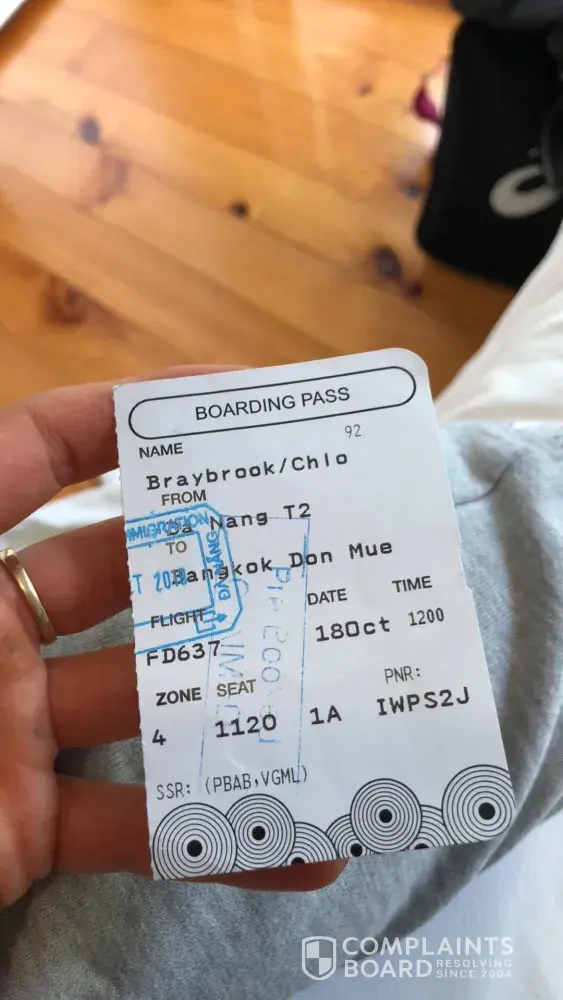 BOARDING PASS
92
NAME
Braybrook/Chlo
FROM
Da Nang T2
IMMIGRATION
TO
Bangkok Don Mue
DA NANG
FLIGHT
DATE
TIME
FD637
18Oct
1200
ZONE
SEAT
PNR:
4
1120
1A
IWPS2J
SSR: (PBAB,VGML)
COMPLAINTS
BOARD
RESOLVING
SINCE 2004